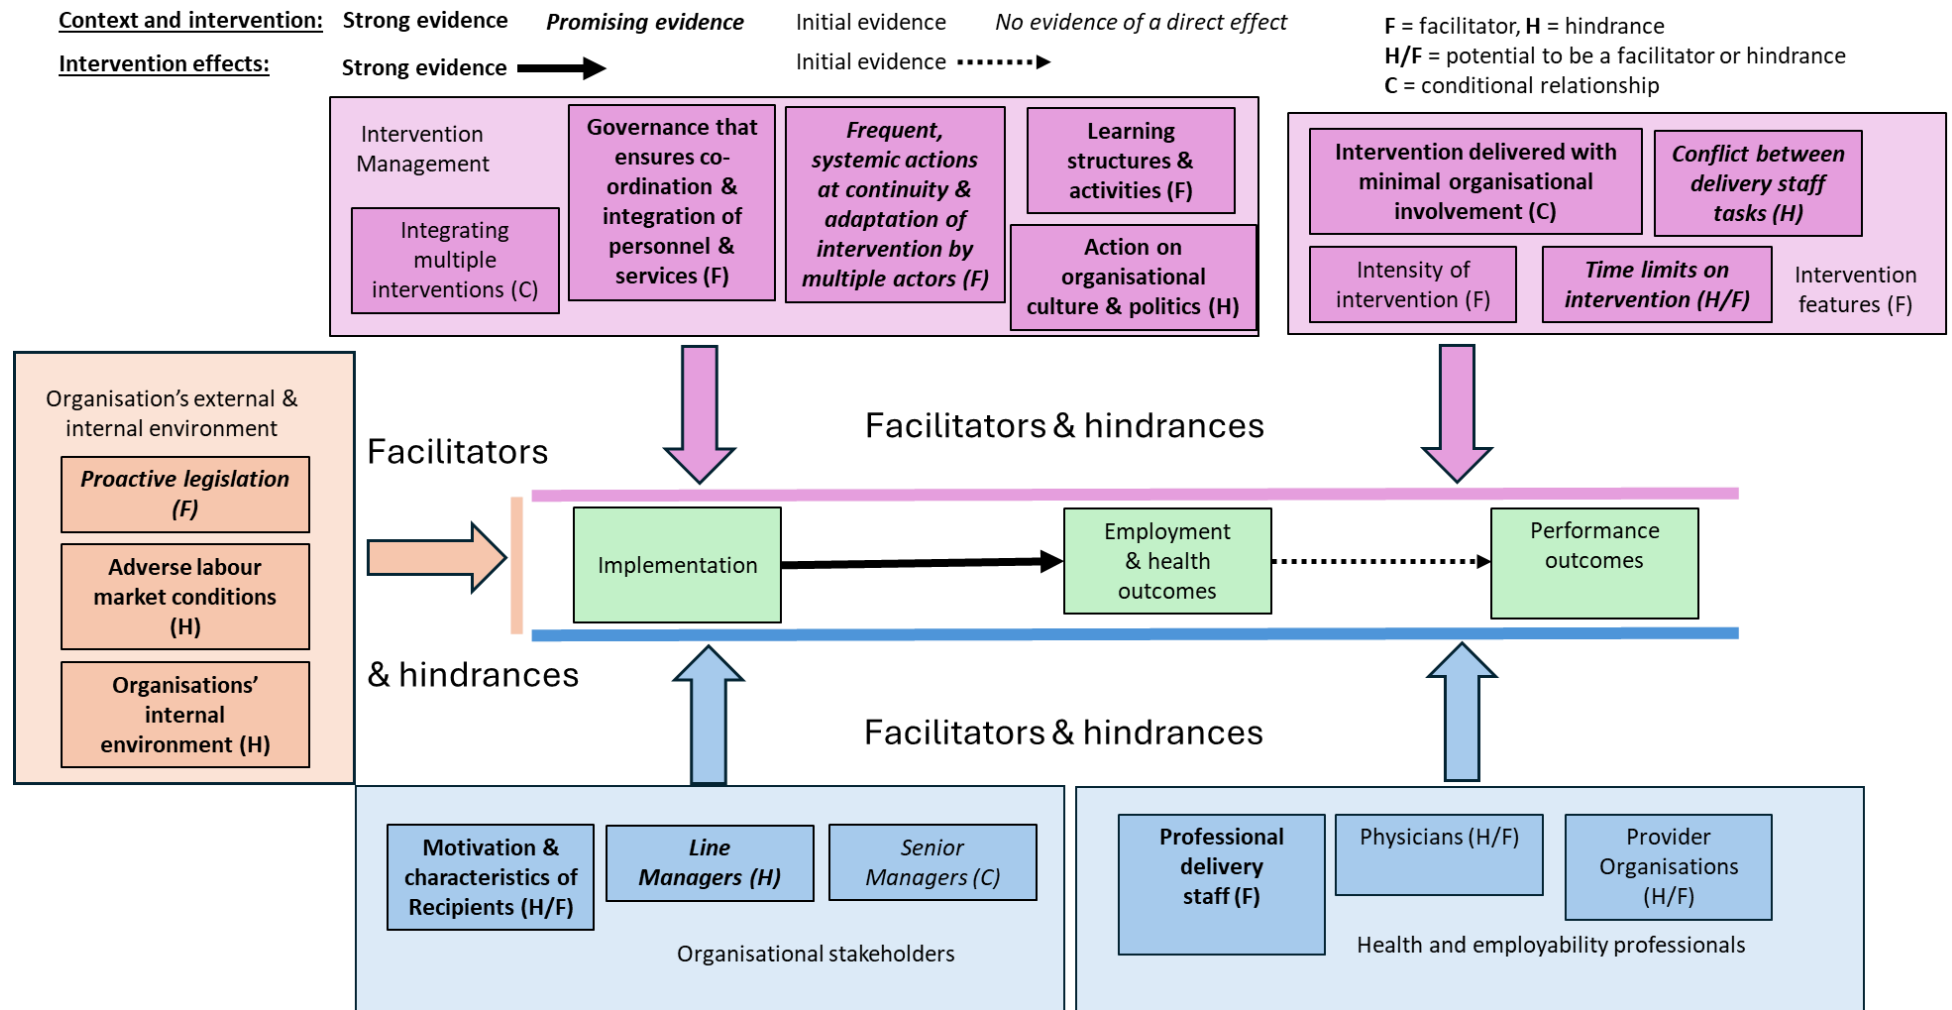 Context and intervention: Strong evidence Promising evidence Initial evidence No evidence of a direct effect
Intervention effects: Strong evidence Initial evidence
F = facilitator, H = hindrance
H/F = potential to be a facilitator or hindrance
C = conditional relationship
Intervention
Management
Integrating
multiple
interventions (C)
Governance that
ensures co-
ordination &
integration of
personnel &
services (F)
Frequent,
systemic actions
at continuity &
adaptation of
intervention by
multiple actors (F)
Learning
structures &
activities (F)
Action on
organisational
culture & politics (H)
Intervention delivered with
minimal organisational
involvement (C)
Conflict between
delivery staff
tasks (H)
Intensity of
intervention (F)
Time limits on
intervention (H/F)
Intervention
features (F)
Organisation’s external &
internal environment
Proactive legislation
(F)
Adverse labour
market conditions
(H)
Organisations’
internal
environment (H)
Facilitators
& hindrances
Facilitators & hindrances
Implementation
Employment
& health
outcomes
Performance
outcomes
Facilitators & hindrances
Motivation &
characteristics of
Recipients (H/F)
Line
Managers (H)
Senior
Managers (C)
Organisational stakeholders
Professional
delivery
staff (F)
Physicians (H/F)
Provider
Organisations
(H/F)
Health and employability professionals